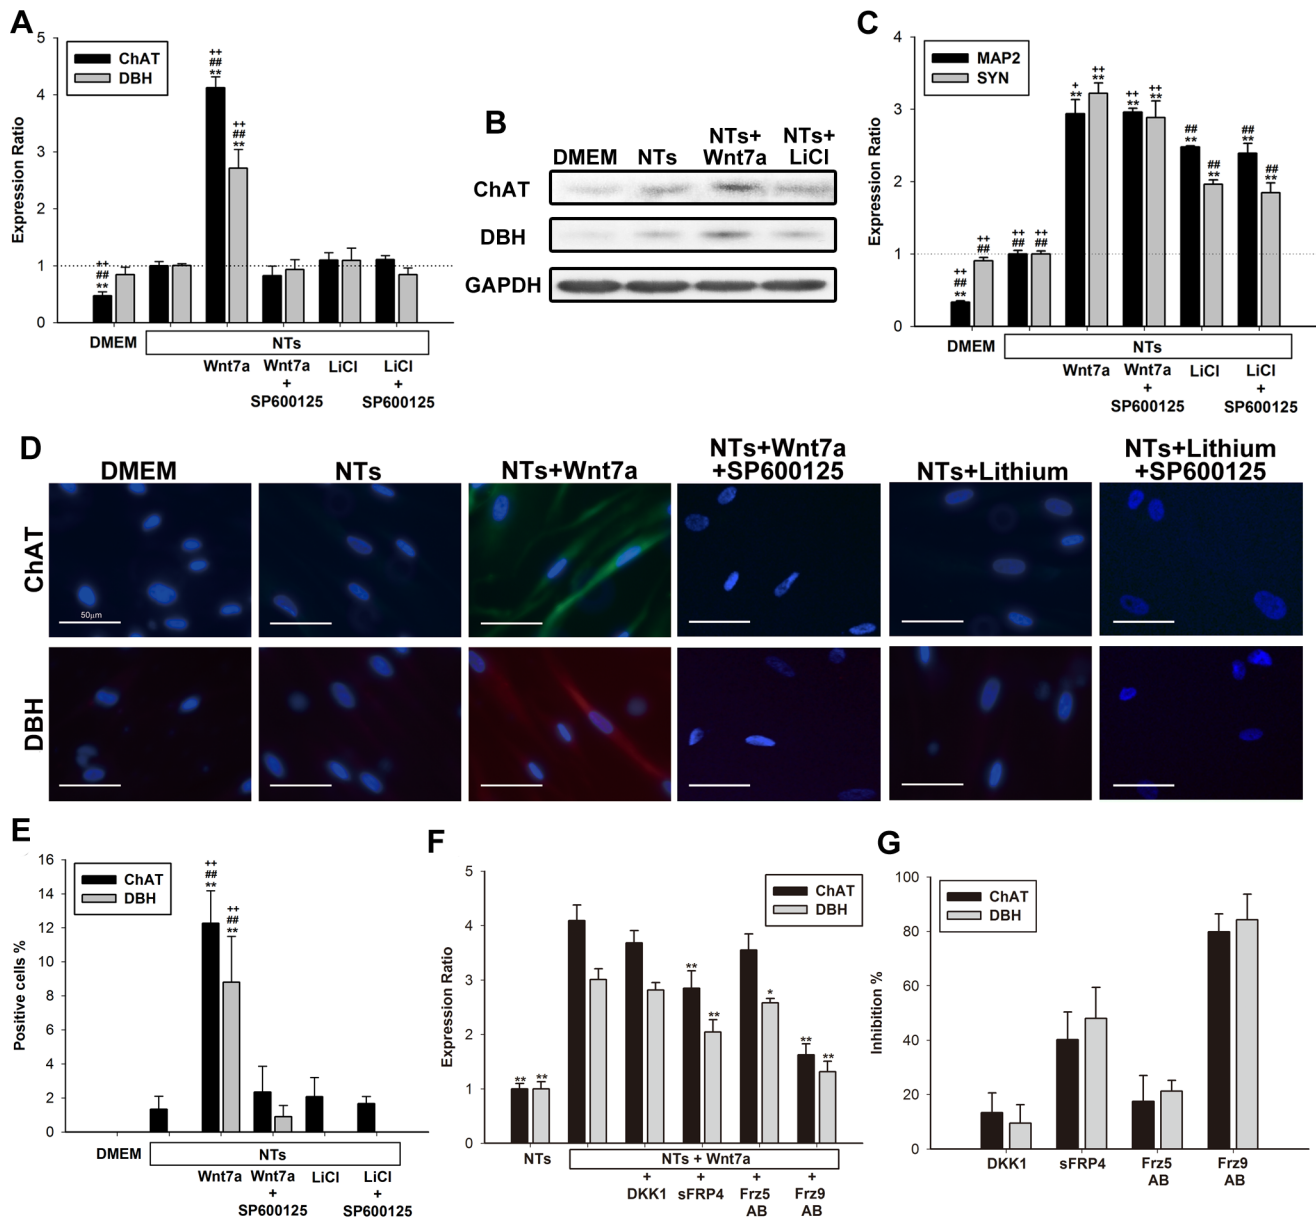 A
5
4
3
2
1
0
Expression Ratio
ChAT
DBH
++
##
**
++
##
**
++
##
**
DMEM
NTs
Wnt7a
Wnt7a
+
SP600125
LiCl
LiCl
+
SP600125
B
DMEM NTs NTs+ Wnt7a NTs+ LiCl
ChAT
DBH
GAPDH
C
4
3
2
1
0
Expression Ratio
MAP2
SYN
++
##
**
++
##
++
##
++
##
+
**
++
**
++
**
++
**
##
**
##
**
##
**
##
**
DMEM
NTs
Wnt7a
Wnt7a
+
SP600125
LiCl
LiCl
+
SP600125
D
DMEM
NTs
NTs+Wnt7a
NTs+Wnt7a
+SP600125
NTs+Lithium
NTs+Lithium
+SP600125
ChAT
50µm
DBH
E
16
14
12
10
8
6
4
2
0
Positive cells %
ChAT
DBH
++
##
**
++
##
**
DMEM
NTs
Wnt7a
Wnt7a
+
SP600125
LiCl
LiCl
+
SP600125
F
5
4
3
2
1
0
Expression Ratio
ChAT
DBH
**
**
**
**
*
**
**
NTs
NTs + Wnt7a
+
DKK1
+
sFRP4
+
Frz5
AB
+
Frz9
AB
G
100
80
60
40
20
0
Inhibition %
ChAT
DBH
DKK1
sFRP4
Frz5
AB
Frz9
AB